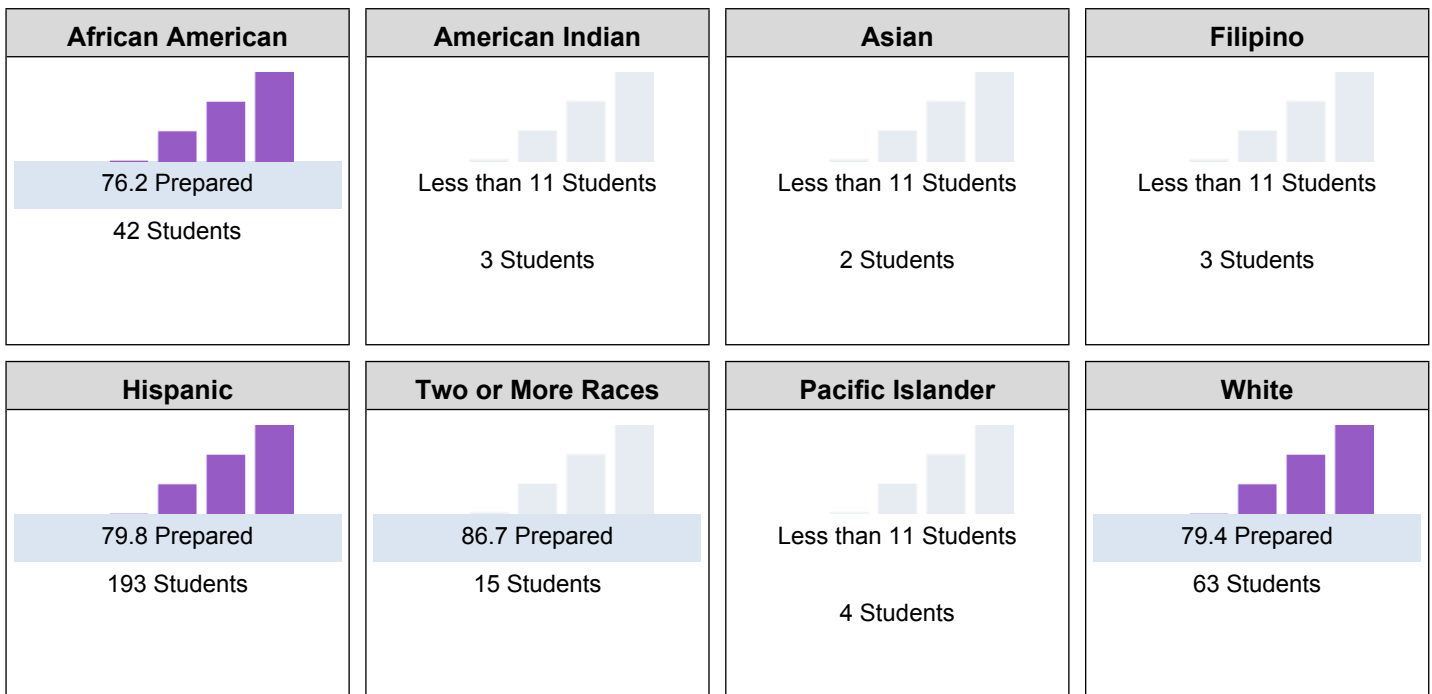 African American
76.2 Prepared
42 Students
American Indian
Less than 11 Students
3 Students
Asian
Less than 11 Students
2 Students
Filipino
Less than 11 Students
3 Students
Hispanic
79.8 Prepared
193 Students
Two or More Races
86.7 Prepared
15 Students
Pacific Islander
Less than 11 Students
4 Students
White
79.4 Prepared
63 Students